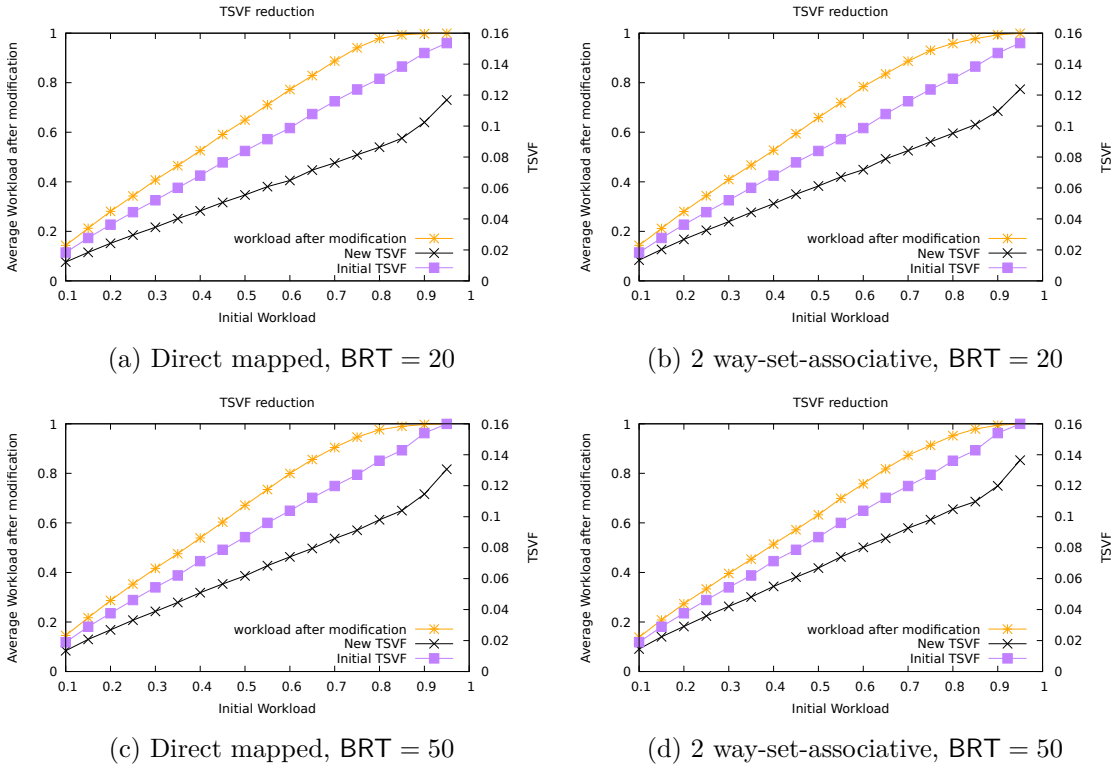 TSVF reduction
Average Workload after modification
1
0.8
0.6
0.4
0.2
0
0.16
0.14
0.12
0.1
0.08
0.06
0.04
0.02
0
TSVF
workload after modification
New TSVF
Initial TSVF
0.1 0.2 0.3 0.4 0.5 0.6 0.7 0.8 0.9 1
Initial Workload
(a) Direct mapped, BRT = 20
TSVF reduction
Average Workload after modification
1
0.8
0.6
0.4
0.2
0
0.16
0.14
0.12
0.1
0.08
0.06
0.04
0.02
0
TSVF
workload after modification
New TSVF
Initial TSVF
0.1 0.2 0.3 0.4 0.5 0.6 0.7 0.8 0.9 1
Initial Workload
(b) 2 way-set-associative, BRT = 20
TSVF reduction
Average Workload after modification
1
0.8
0.6
0.4
0.2
0
0.16
0.14
0.12
0.1
0.08
0.06
0.04
0.02
0
TSVF
workload after modification
New TSVF
Initial TSVF
0.1 0.2 0.3 0.4 0.5 0.6 0.7 0.8 0.9 1
Initial Workload
(c) Direct mapped, BRT = 50
TSVF reduction
Average Workload after modification
1
0.8
0.6
0.4
0.2
0
0.16
0.14
0.12
0.1
0.08
0.06
0.04
0.02
0
TSVF
workload after modification
New TSVF
Initial TSVF
0.1 0.2 0.3 0.4 0.5 0.6 0.7 0.8 0.9 1
Initial Workload
(d) 2 way-set-associative, BRT = 50